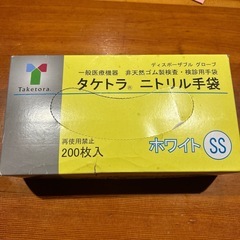 Taketora
ディスポーザブル グローブ
一般医療機器 非天然ゴム製検査・検診用手袋
タケトラ® ニトリル手袋
再使用禁止
200枚入
ホワイト SS